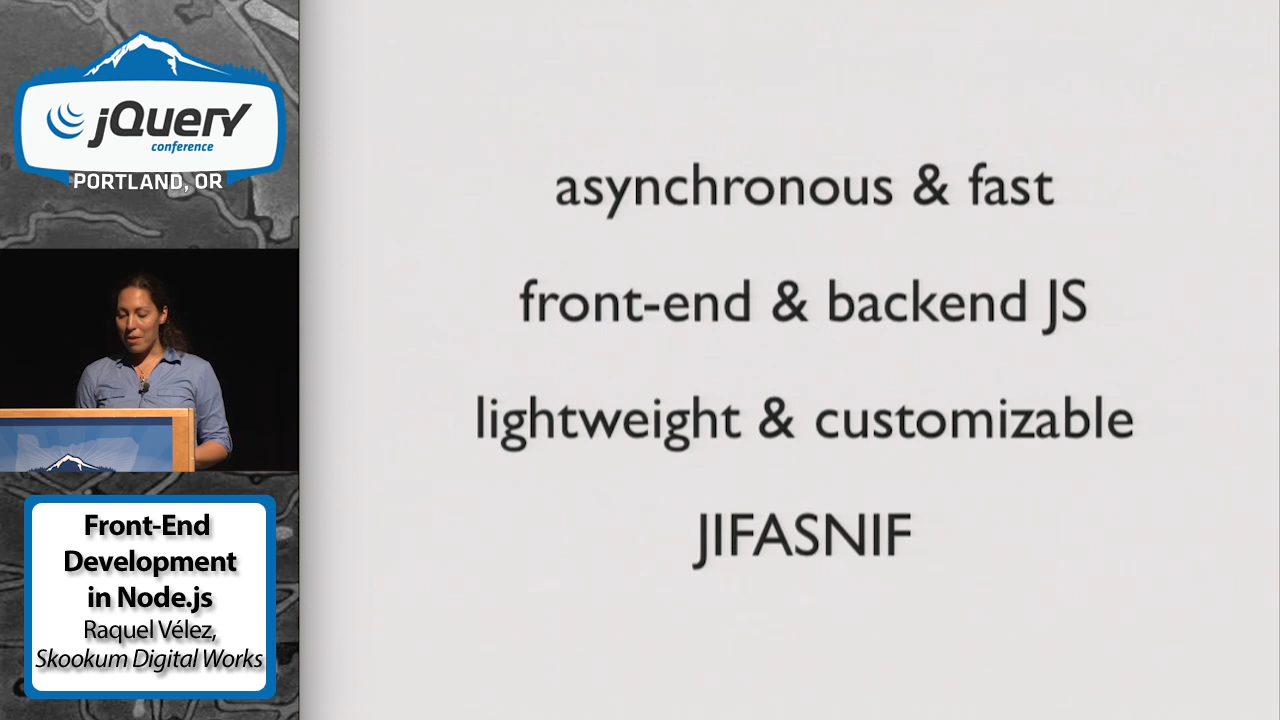 jQuery
conference
PORTLAND, OR
asynchronous & fast
front-end & backend JS
lightweight & customizable
JIFASNIF
Front-End
Development
in Node.js
Raquel Vélez,
Skookum Digital Works